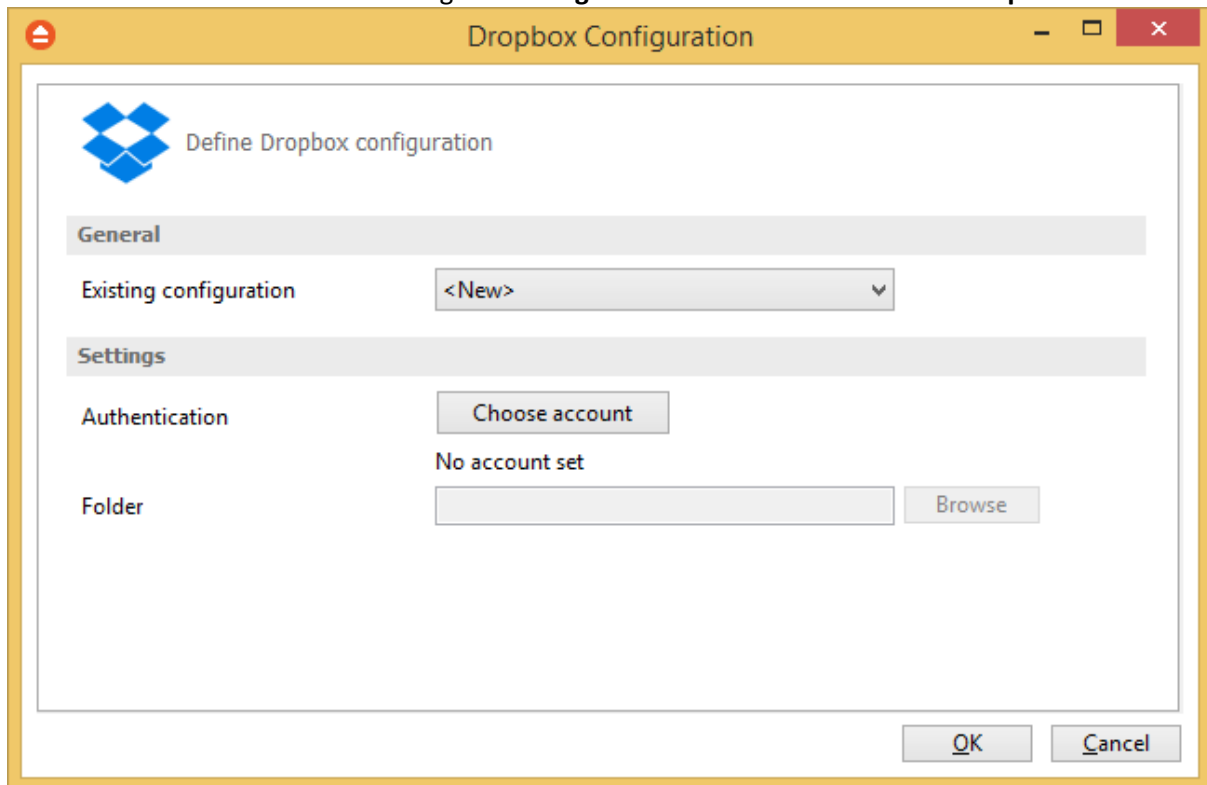 Dropbox Configuration
Define Dropbox configuration
General
Existing configuration <New>
Settings
Authentication Choose account
No account set
Folder Browse
OK Cancel